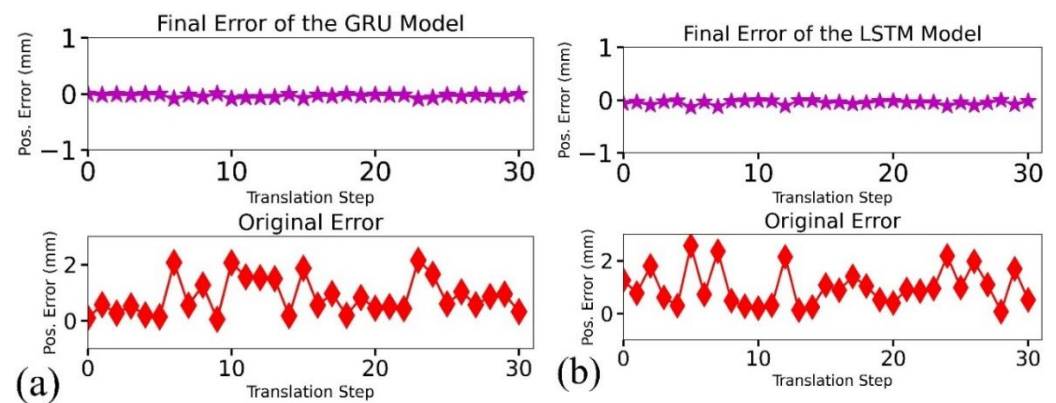 Final Error of the GRU Model
Pos. Error (mm)
1
0
−1
0
10
20
30
Translation Step
Original Error
Pos. Error (mm)
2
0
0
10
20
30
Translation Step
(a)
Final Error of the LSTM Model
Pos. Error (mm)
1
0
−1
0
10
20
30
Translation Step
Original Error
Pos. Error (mm)
2
0
0
10
20
30
Translation Step
(b)